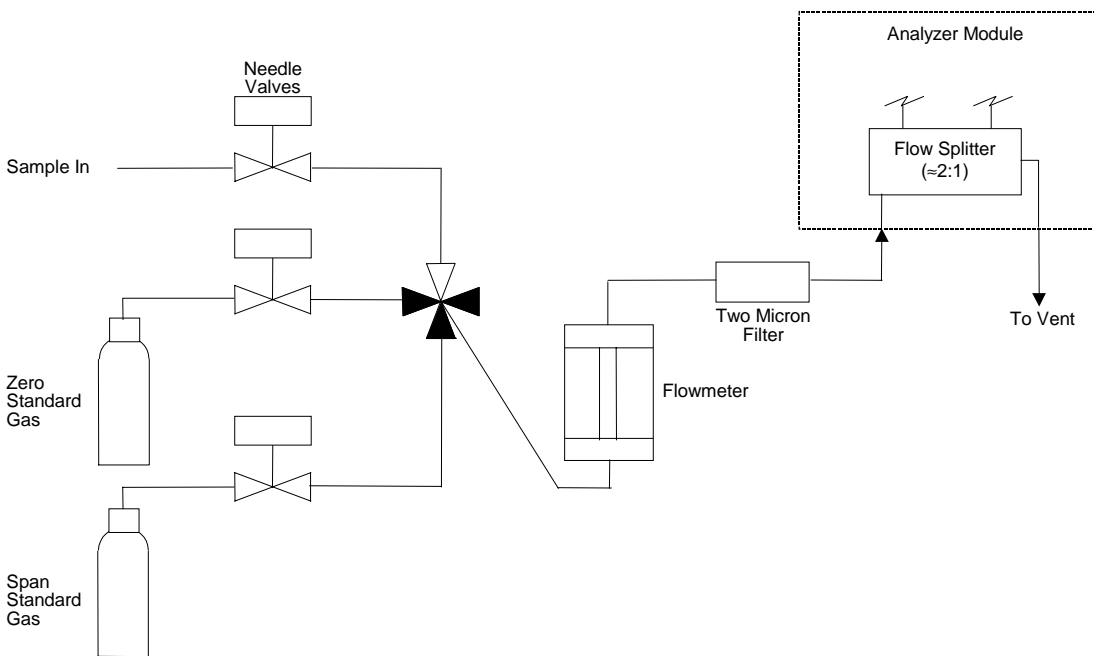 Analyzer Module
Needle
Valves
Flow Splitter
(≈2:1)
Sample In
Two Micron
Filter
To Vent
Zero
Standard
Gas
Flowmeter
Span
Standard
Gas